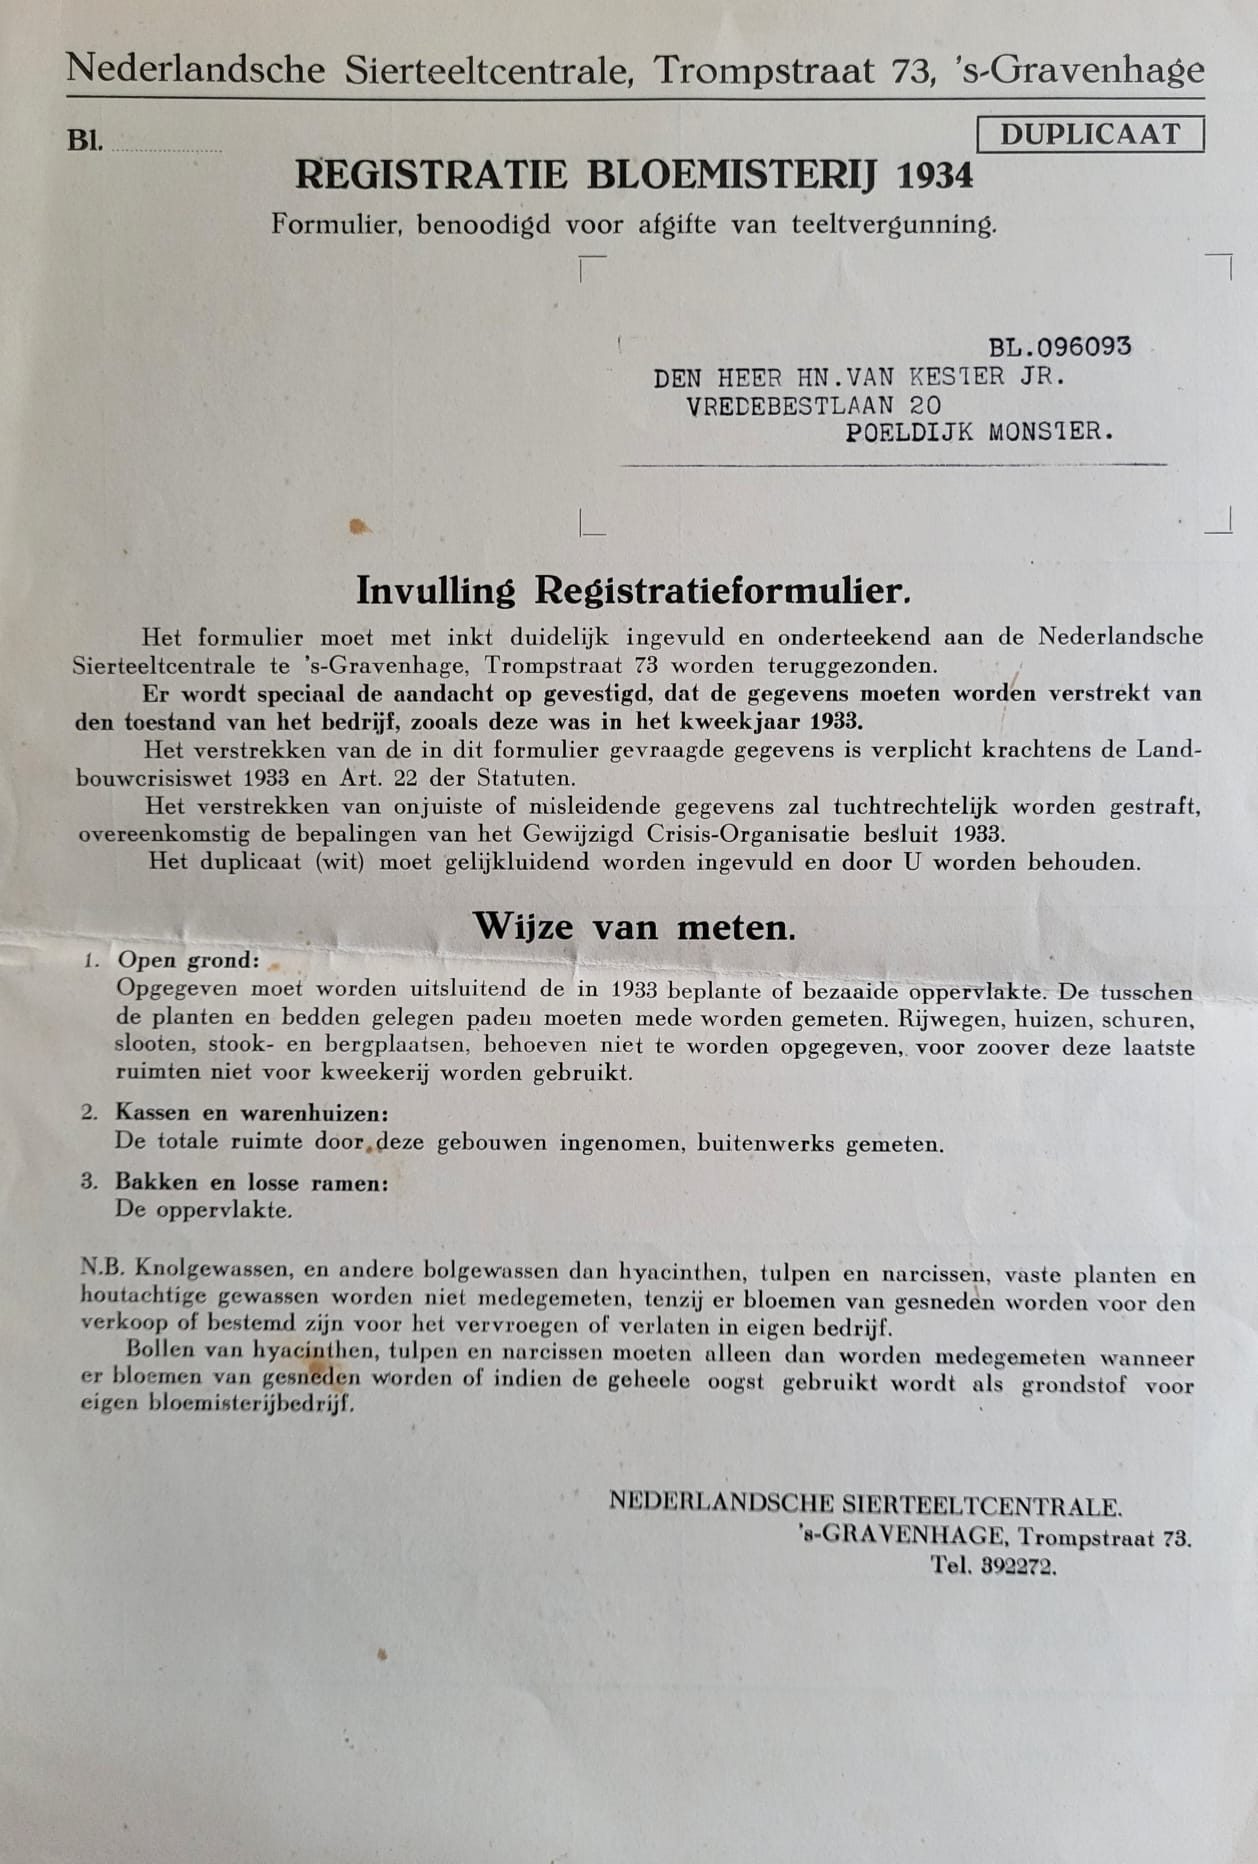 Nederlandsche Sierteeltcentrale, Trompstraat 73, 's-Gravenhage
Bl.
DUPLICAAT
REGISTRATIE BLOEMISTERIJ 1934
Formulier, benoodigd voor afgifte van teeltvergunning.
BL.096093
DEN HEER HN.VAN KESTER JR.
VREDEBESTLAAN 20
POELDIJK MONSTER.
Invulling Registratieformulier.
Het formulier moet met inkt duidelijk ingevuld en onderteekend aan de Nederlandsche
Sierteeltcentrale te 's-Gravenhage, Trompstraat 73 worden teruggezonden.
Er wordt speciaal de aandacht op gevestigd, dat de gegevens moeten worden verstrekt van
den toestand van het bedrijf, zooals deze was in het kweekjaar 1933.
Het verstrekken van de in dit formulier gevraagde gegevens is verplicht krachtens de Land-
bouwcrisiswet 1933 en Art. 22 der Statuten.
Het verstrekken van onjuiste of misleidende gegevens zal tuchtrechtelijk worden gestraft,
overeenkomstig de bepalingen van het Gewijzigd Crisis-Organisatie besluit 1933.
Het duplicaat (wit) moet gelijkluidend worden ingevuld en door U worden behouden.
Wijze van meten.
1. Open grond:
Opgegeven moet worden uitsluitend de in 1933 beplante of bezaaide oppervlakte. De tusschen
de planten en bedden gelegen paden moeten mede worden gemeten. Rijwegen, huizen, schuren,
slooten, stook- en bergplaatsen, behoeven niet te worden opgegeven, voor zoover deze laatste
ruimten niet voor kweekerij worden gebruikt.
2. Kassen en warenhuizen:
De totale ruimte door deze gebouwen ingenomen, buitenwerks gemeten.
3. Bakken en losse ramen:
De oppervlakte.
N.B. Knolgewassen, en andere bolgewassen dan hyacinthen, tulpen en narcissen, vaste planten en
houtachtige gewassen worden niet medegemeten, tenzij er bloemen van gesneden worden voor den
verkoop of bestemd zijn voor het vervroegen of verlaten in eigen bedrijf.
Bollen van hyacinthen, tulpen en narcissen moeten alleen dan worden medegemeten wanneer
er bloemen van gesneden worden of indien de geheele oogst gebruikt wordt als grondstof voor
eigen bloemisterijbedrijf.
NEDERLANDSCHE SIERTEELTCENTRALE.
's-GRAVENHAGE, Trompstraat 73.
Tel. 392272.